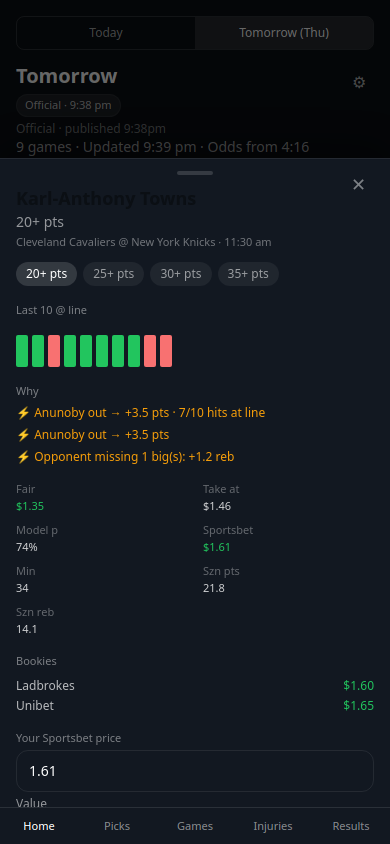 Today
Tomorrow (Thu)
Tomorrow
Official · 9:38 pm
Official · published 9:38pm
9 games · Updated 9:39 pm · Odds from 4:16
Karl-Anthony Towns
20+ pts
Cleveland Cavaliers @ New York Knicks · 11:30 am
20+ pts 25+ pts 30+ pts 35+ pts
Last 10 @ line
Why
⚡ Anunoby out → +3.5 pts · 7/10 hits at line
⚡ Anunoby out → +3.5 pts
⚡ Opponent missing 1 big(s): +1.2 reb
Fair
$1.35
Take at
$1.46
Model p
74%
Sportsbet
$1.61
Min
34
Szn pts
21.8
Szn reb
14.1
Bookies
Ladbrokes $1.60
Unibet $1.65
Your Sportsbet price
1.61
Value
Home Picks Games Injuries Results